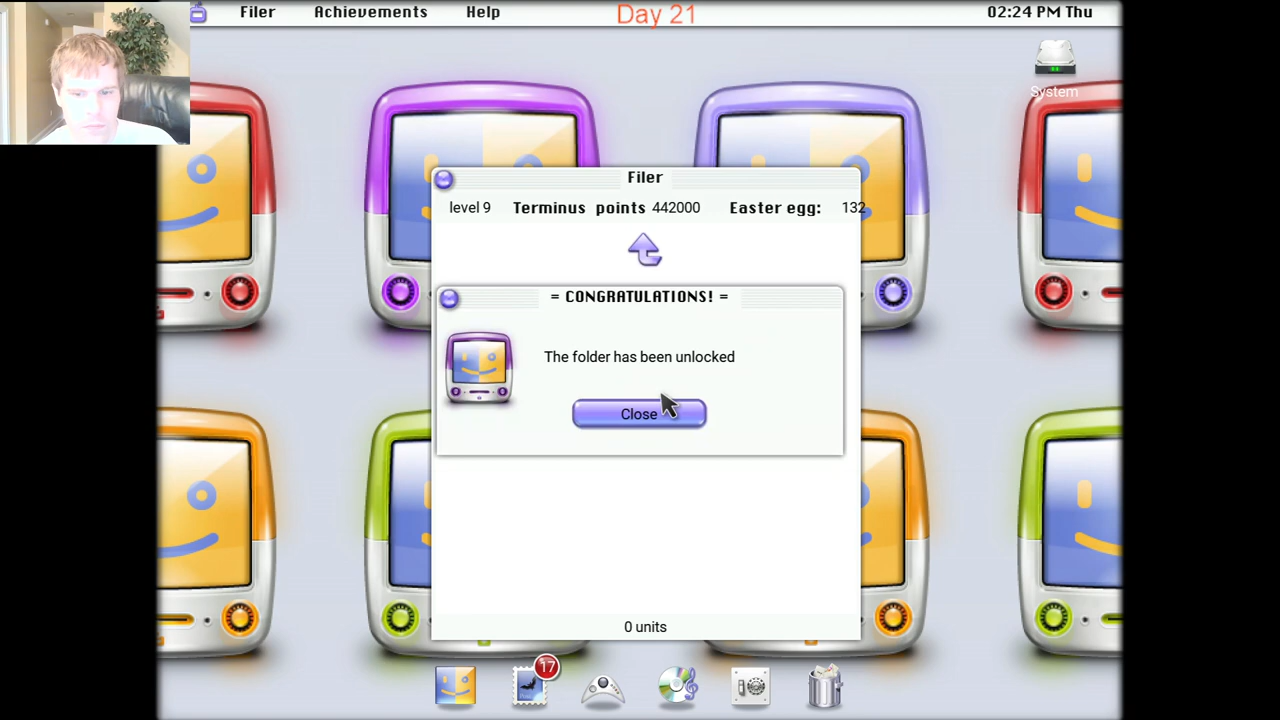 Filer Achievements Help Day 21 02:24 PM Thu
System
Filer
level 9 Terminus points 442000 Easter egg: 132
= CONGRATULATIONS! =
The folder has been unlocked
Close
0 units
17